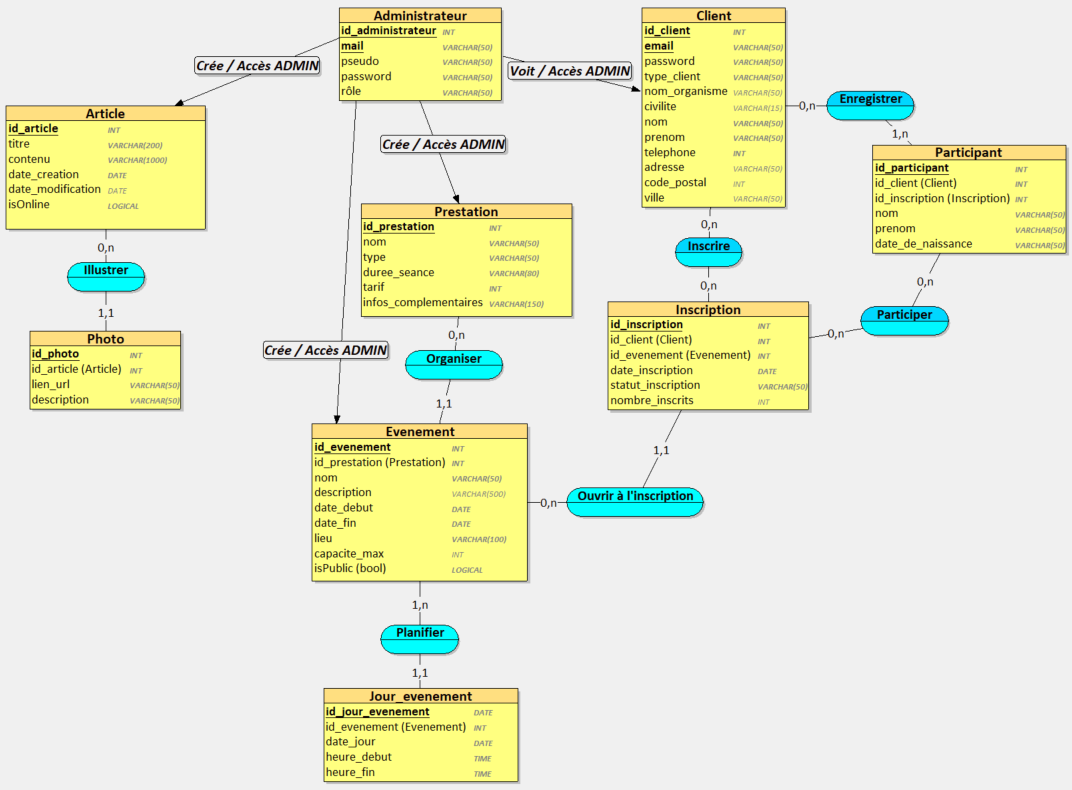 Administrateur
id_administrateur INT
mail VARCHAR(50)
pseudo VARCHAR(50)
password VARCHAR(50)
rôle VARCHAR(50)
Client
id_client INT
email VARCHAR(50)
password VARCHAR(50)
type_client VARCHAR(50)
nom_organisme VARCHAR(50)
civilite VARCHAR(15)
nom VARCHAR(50)
prenom VARCHAR(50)
telephone INT
adresse VARCHAR(50)
code_postal INT
ville VARCHAR(50)
Crée / Accès ADMIN
Voit / Accès ADMIN
0,n
Enregistrer
1,n
Article
id_article INT
titre VARCHAR(200)
contenu VARCHAR(1000)
date_creation DATE
date_modification DATE
isOnline LOGICAL
Crée / Accès ADMIN
Participant
id_participant INT
id_client (Client) INT
id_inscription (Inscription) INT
nom VARCHAR(50)
prenom VARCHAR(50)
date_de_naissance VARCHAR(50)
Prestation
id_prestation INT
nom VARCHAR(50)
type VARCHAR(50)
duree_seance VARCHAR(80)
tarif INT
infos_complementaires VARCHAR(150)
0,n
Illustrer
1,1
0,n
Inscrire
0,n
0,n
Participer
0,n
Photo
id_photo INT
id_article (Article) INT
lien_url VARCHAR(50)
description VARCHAR(50)
Crée / Accès ADMIN
0,n
Organiser
1,1
Inscription
id_inscription INT
id_client (Client) INT
id_evenement (Evenement) INT
date_inscription DATE
statut_inscription VARCHAR(50)
nombre_inscrits INT
1,1
Ouvrir à l'inscription
0,n
Evenement
id_evenement INT
id_prestation (Prestation) INT
nom VARCHAR(50)
description VARCHAR(500)
date_debut DATE
date_fin DATE
lieu VARCHAR(100)
capacite_max INT
isPublic (bool) LOGICAL
1,n
Planifier
1,1
Jour_evenement
id_jour_evenement DATE
id_evenement (Evenement) INT
date_jour DATE
heure_debut TIME
heure_fin TIME